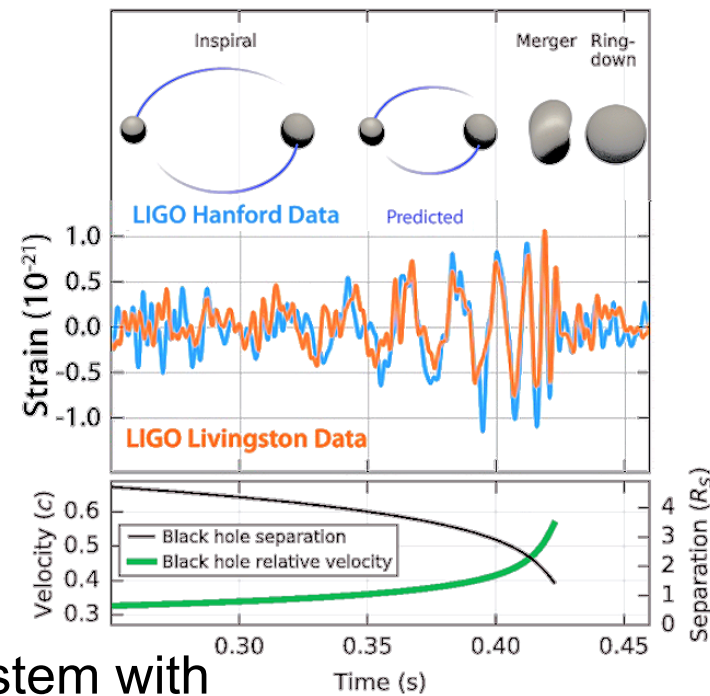 Inspiral
Merger
Ring-
down
LIGO Hanford Data
Predicted
Strain (10⁻²¹)
1.0
0.5
0.0
-0.5
-1.0
LIGO Livingston Data
Velocity (c)
0.6
0.5
0.4
0.3
Black hole separation
Black hole relative velocity
4
3
2
1
0
Separation (Rs)
0.30
0.35
0.40
0.45
Time (s)
stem with